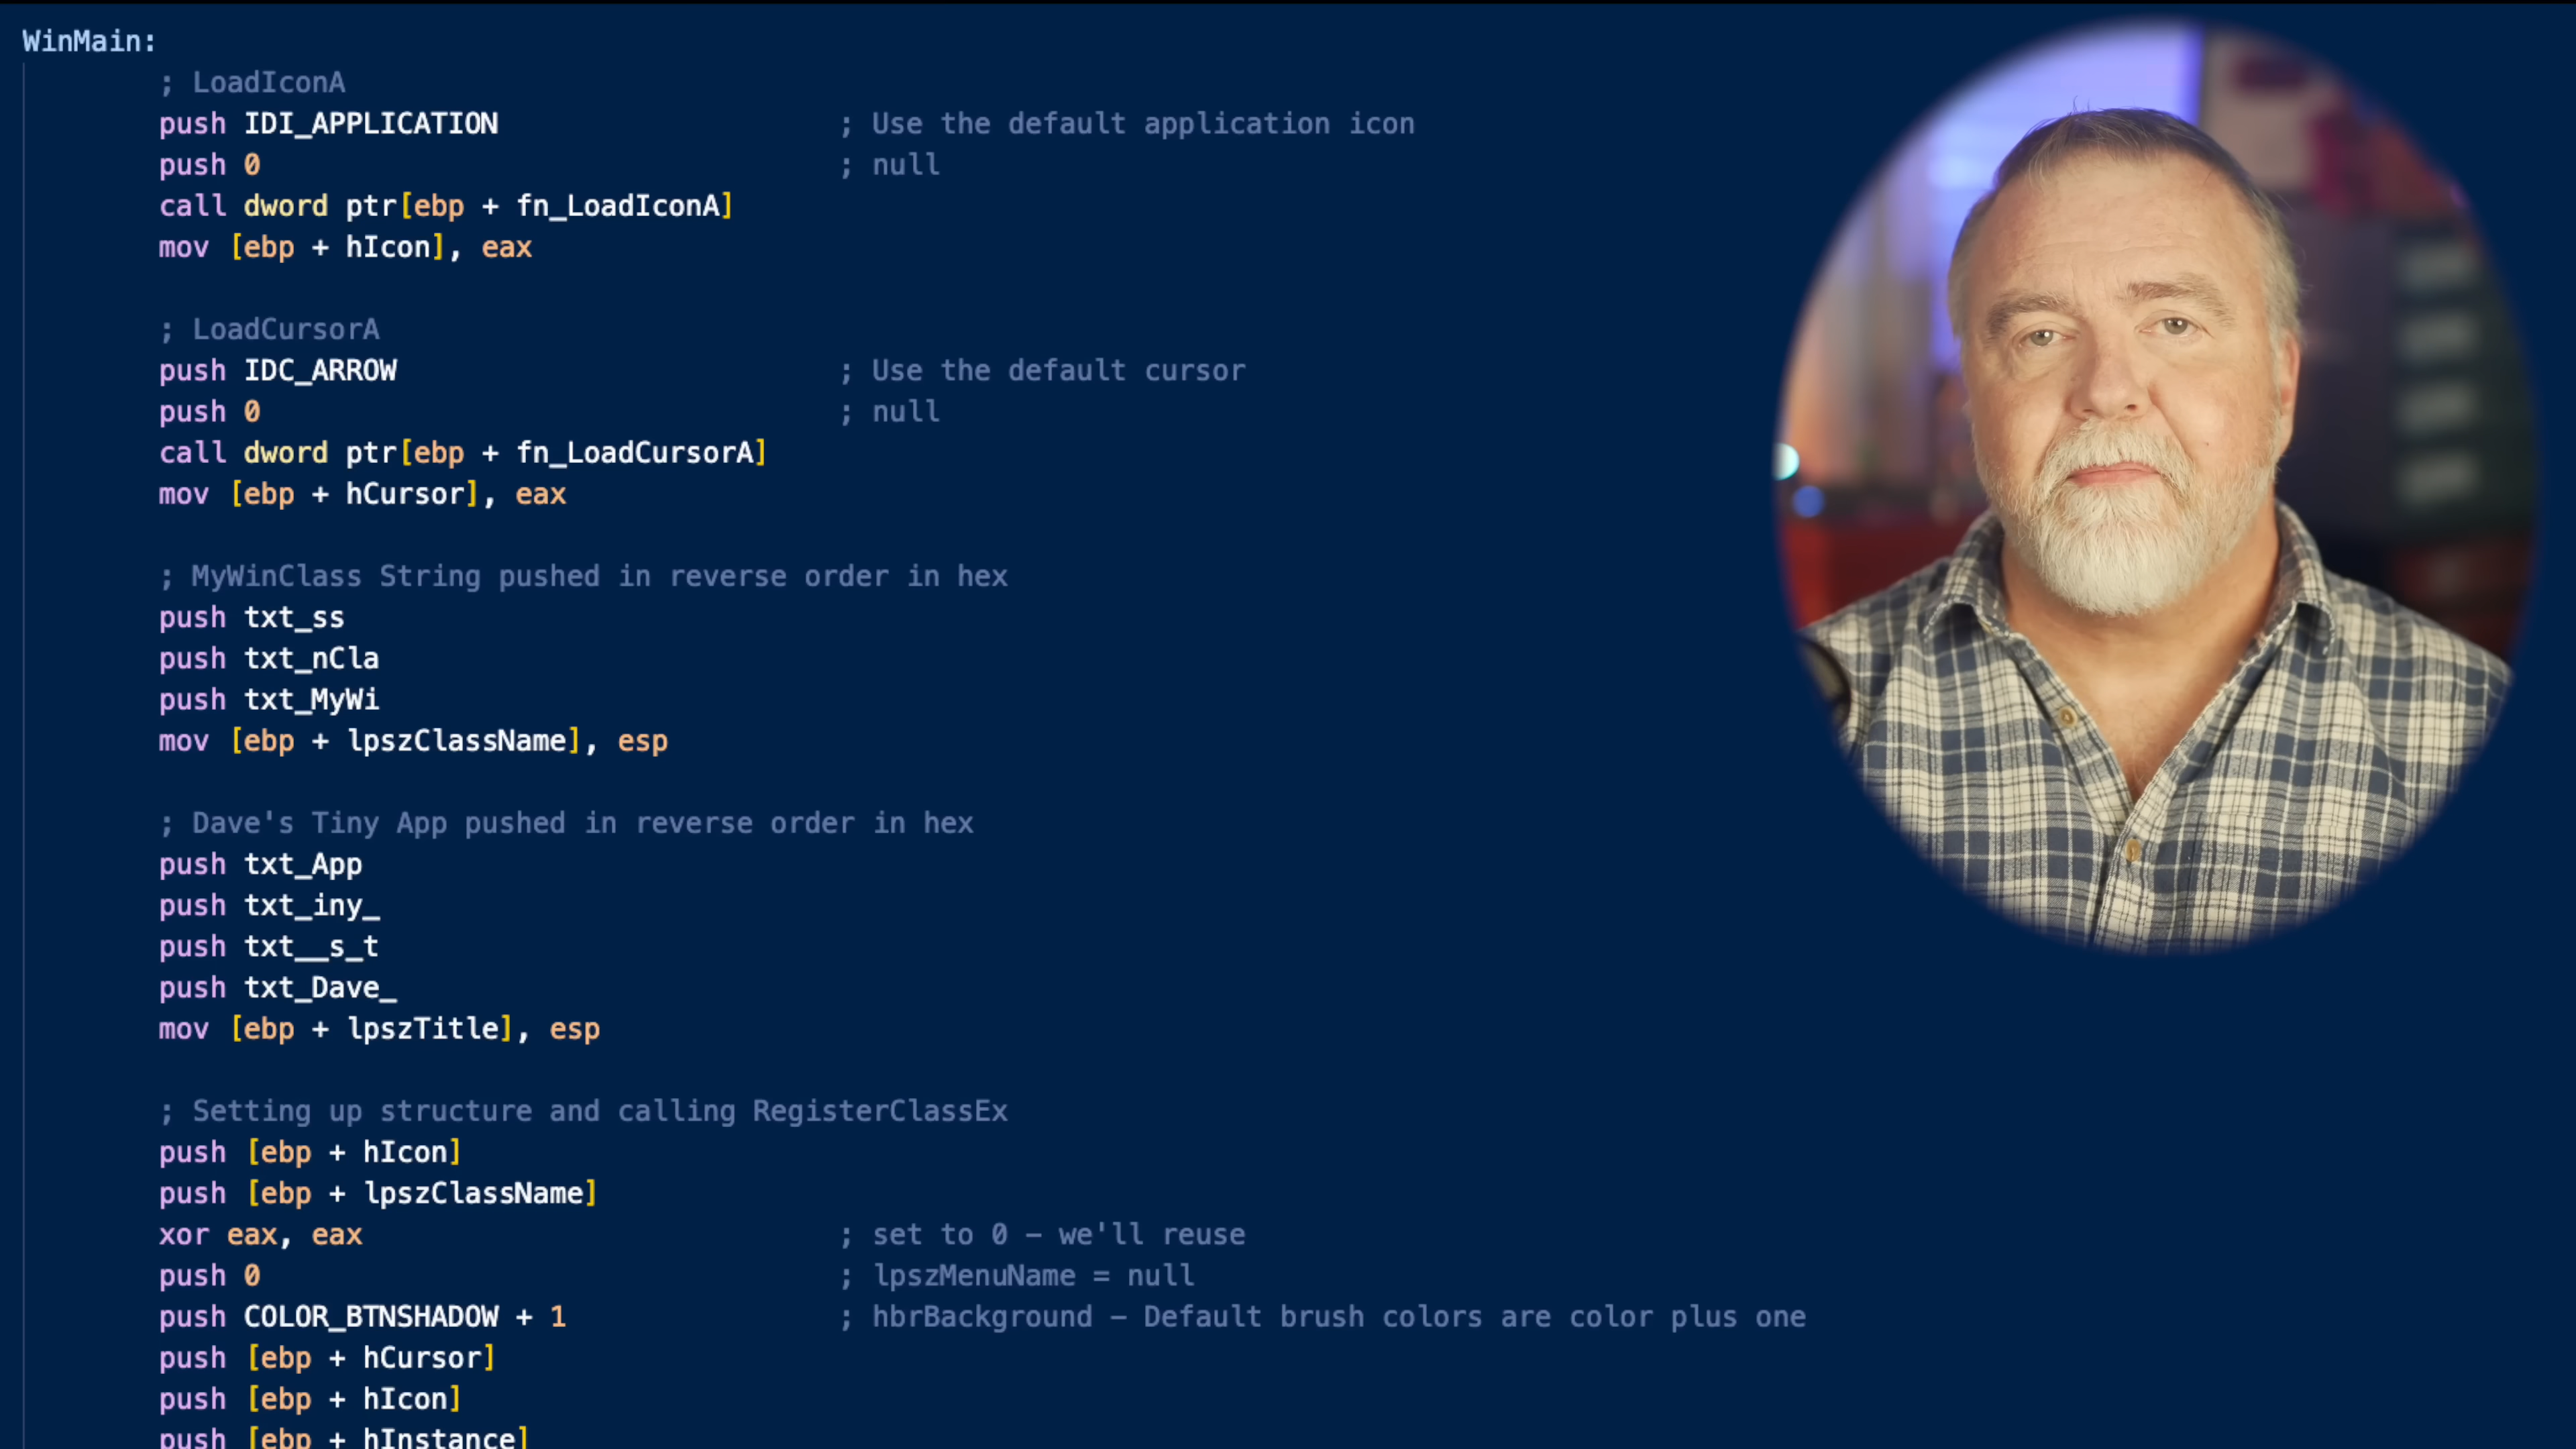 WinMain:
; LoadIconA
push IDI_APPLICATION ; Use the default application icon
push 0 ; null
call dword ptr[ebp + fn_LoadIconA]
mov [ebp + hIcon], eax
; LoadCursorA
push IDC_ARROW ; Use the default cursor
push 0 ; null
call dword ptr[ebp + fn_LoadCursorA]
mov [ebp + hCursor], eax
; MyWinClass String pushed in reverse order in hex
push txt_ss
push txt_nCla
push txt_MyWi
mov [ebp + lpszClassName], esp
; Dave's Tiny App pushed in reverse order in hex
push txt_App
push txt_iny_
push txt__s_t
push txt_Dave_
mov [ebp + lpszTitle], esp
; Setting up structure and calling RegisterClassEx
push [ebp + hIcon]
push [ebp + lpszClassName]
xor eax, eax ; set to 0 – we'll reuse
push 0 ; lpszMenuName = null
push COLOR_BTNSHADOW + 1 ; hbrBackground – Default brush colors are color plus one
push [ebp + hCursor]
push [ebp + hIcon]
push [ebp + hInstance]